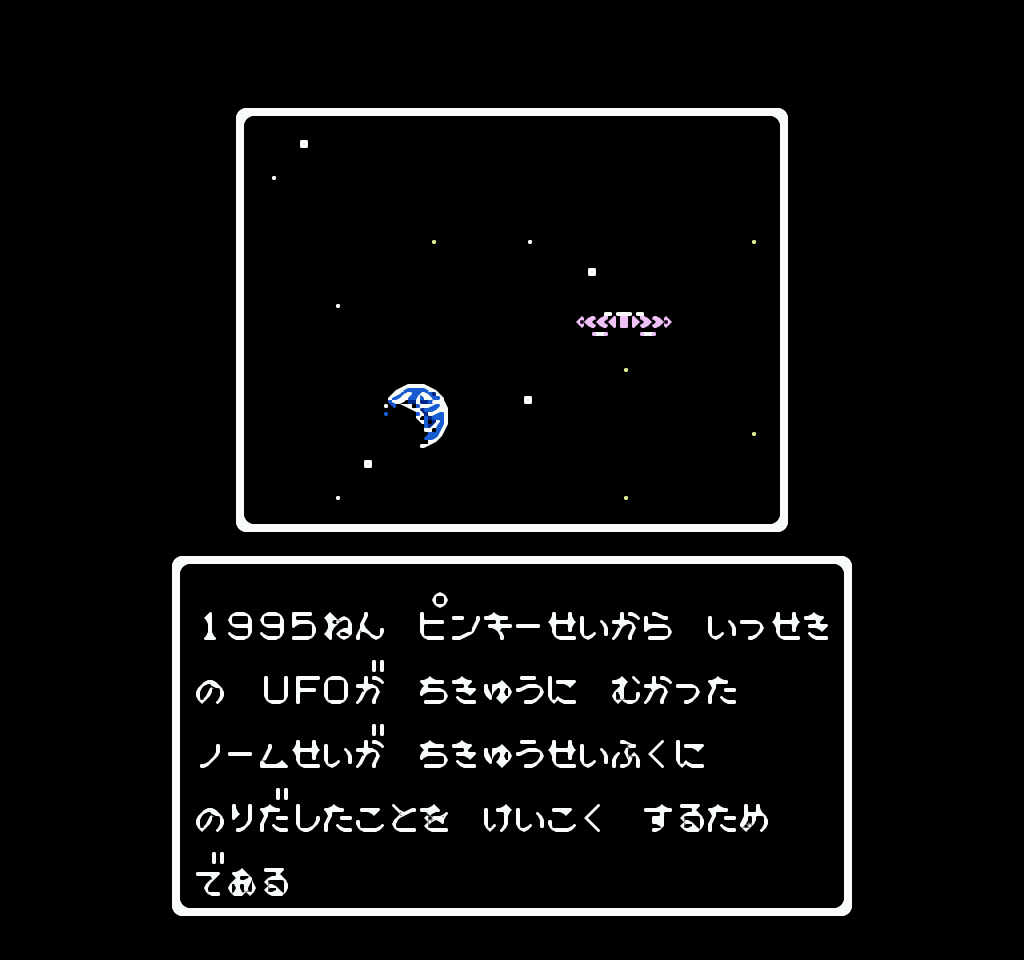 1995ねん ピンキーせいから いっせき
の UFOが ちきゅうに むかった
ノームせいが ちきゅうせいふくに
のりだしたことを けいこく するため
である